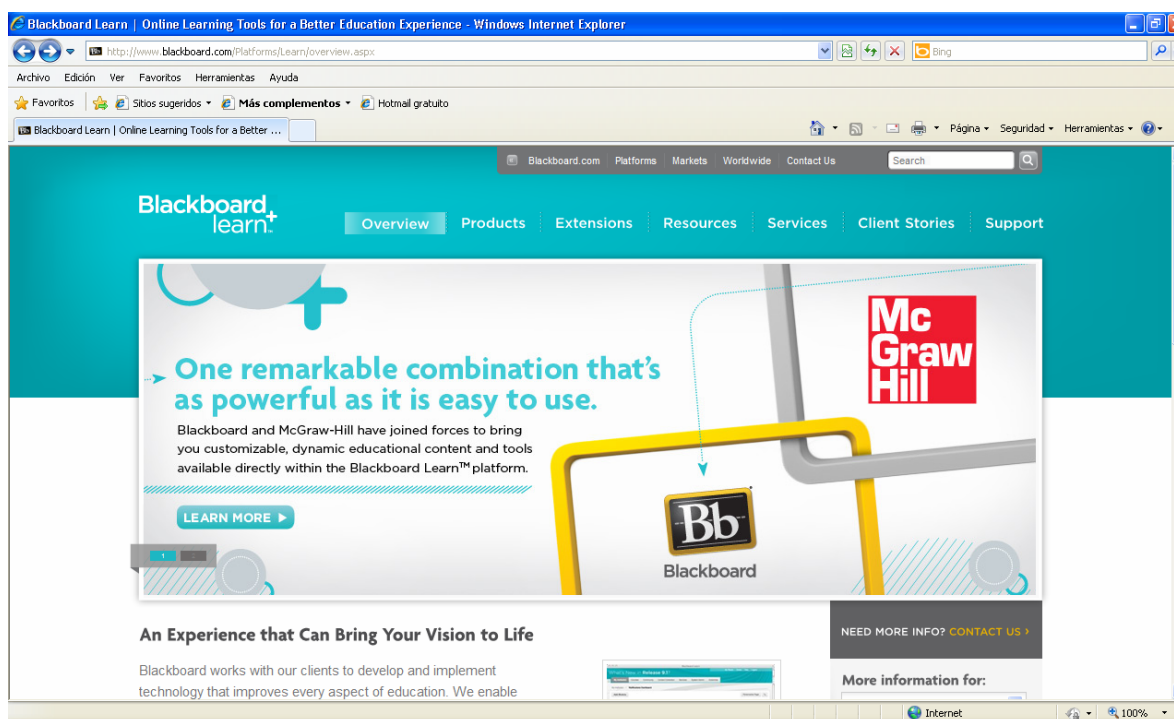 Blackboard Learn | Online Learning Tools for a Better Education Experience - Windows Internet Explorer
http://www.blackboard.com/Platforms/Learn/overview.aspx
Bing
Archivo Edición Ver Favoritos Herramientas Ayuda
Favoritos Sitios sugeridos Más complementos Hotmail gratuito
Blackboard Learn | Online Learning Tools for a Better ...
Página Seguridad Herramientas
Blackboard.com Platforms Markets Worldwide Contact Us Search
Blackboard
learn+™
Overview Products Extensions Resources Services Client Stories Support
Mc
Graw
Hill
One remarkable combination that's
as powerful as it is easy to use.
Blackboard and McGraw-Hill have joined forces to bring
you customizable, dynamic educational content and tools
available directly within the Blackboard Learn™ platform.
LEARN MORE
1
Bb
Blackboard
An Experience that Can Bring Your Vision to Life
Blackboard works with our clients to develop and implement
technology that improves every aspect of education. We enable
NEED MORE INFO? CONTACT US ›
More information for:
Internet 100%